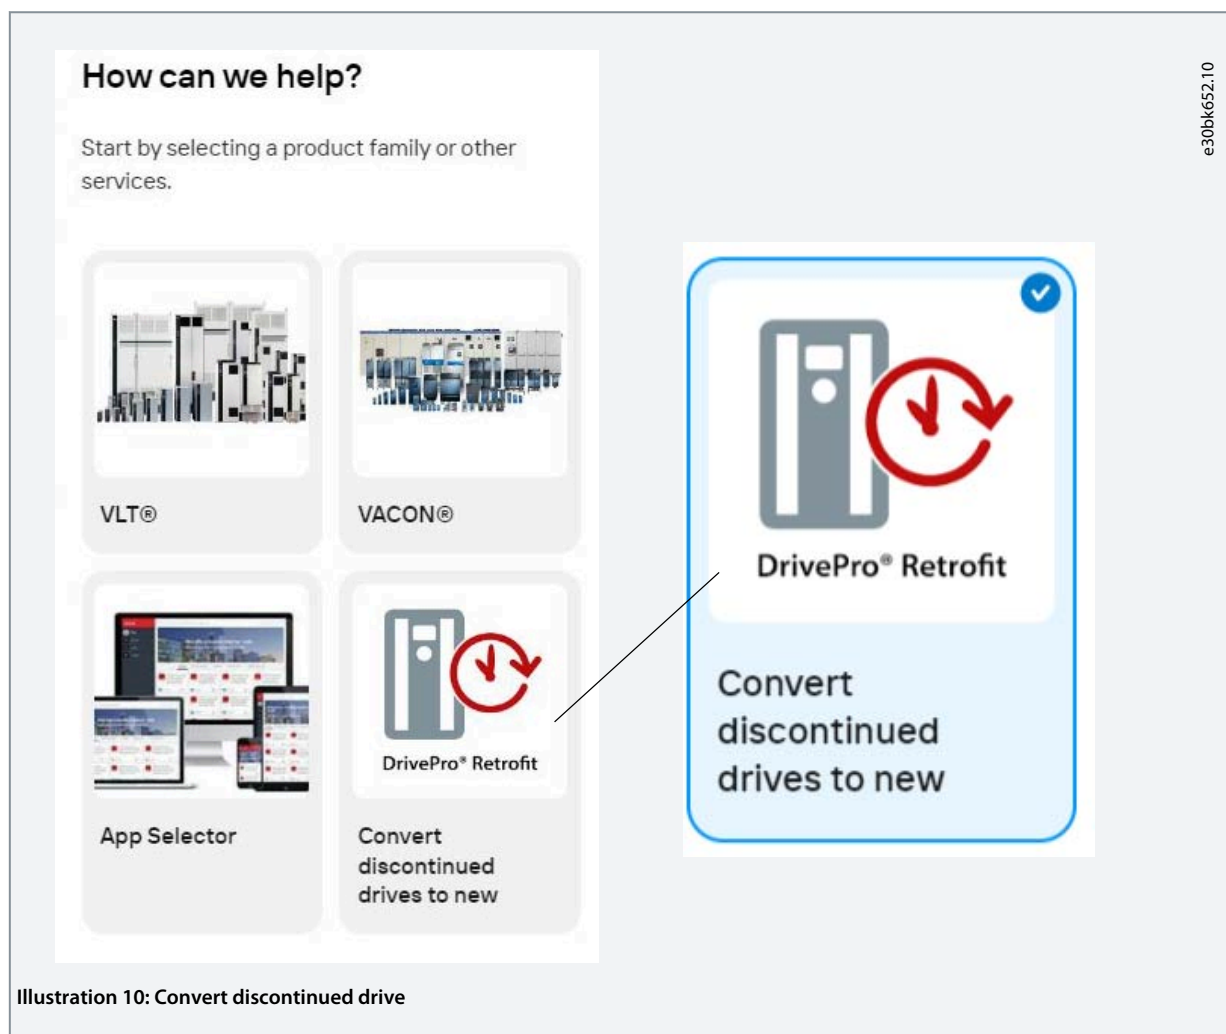 How can we help?
Start by selecting a product family or other
services.
VLT®
VACON®
App Selector
DrivePro® Retrofit
Convert
discontinued
drives to new
DrivePro® Retrofit
Convert
discontinued
drives to new
e30bk652.10
Illustration 10: Convert discontinued drive